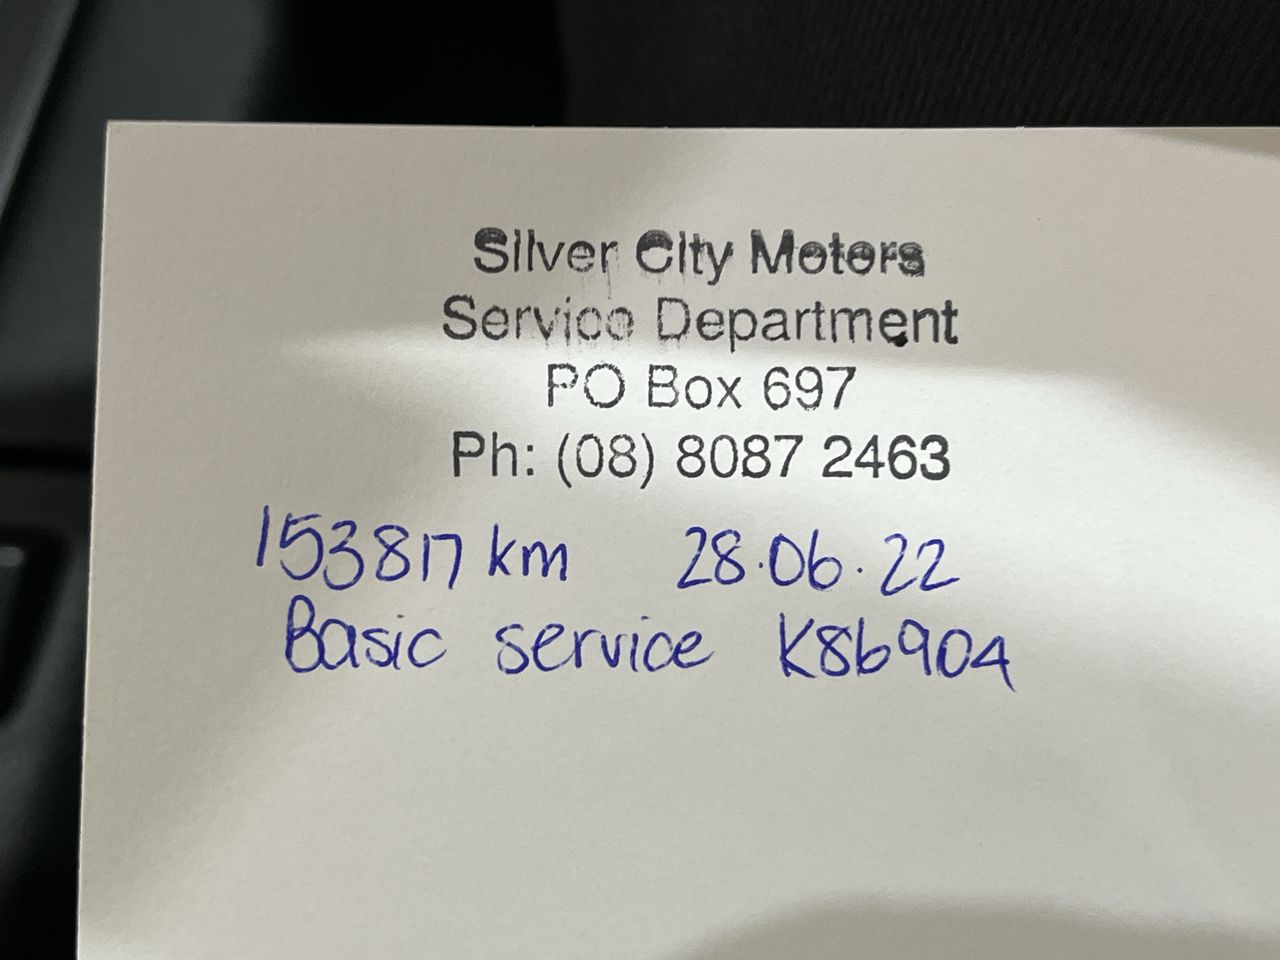 Silver City Motors
Service Department
PO Box 697
Ph: (08) 8087 2463
153817 km 28.06.22
Basic service K86904